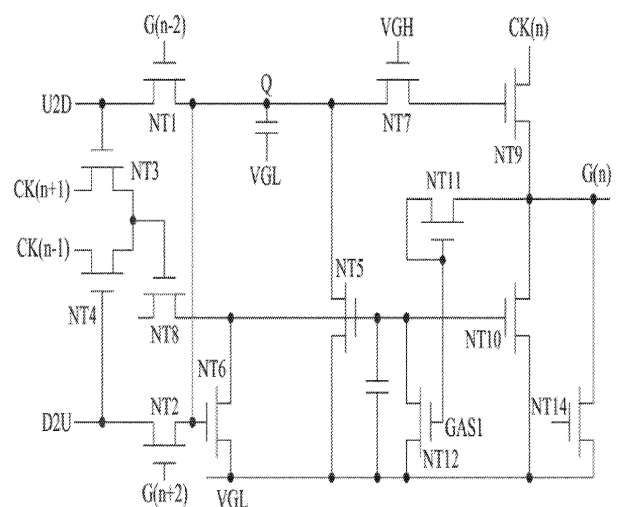 G(n-2)
VGH
CK(n)
U2D
Q
NT1
NT7
VGL
NT9
NT3
CK(n+1)
NT11
G(n)
CK(n-1)
NT5
NT4
NT8
NT10
NT6
NT2
D2U
GAS1
NT14
NT12
G(n+2)
VGL